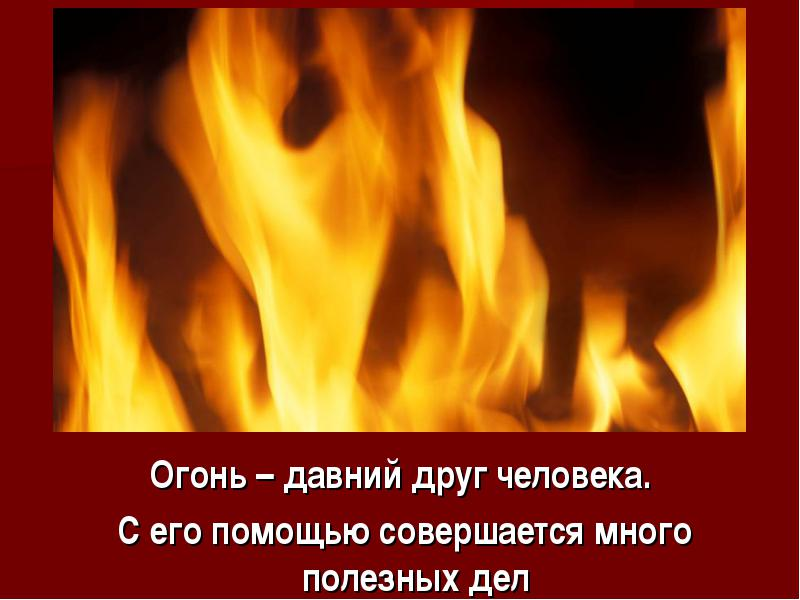 Огонь – давний друг человека.
С его помощью совершается много
полезных дел